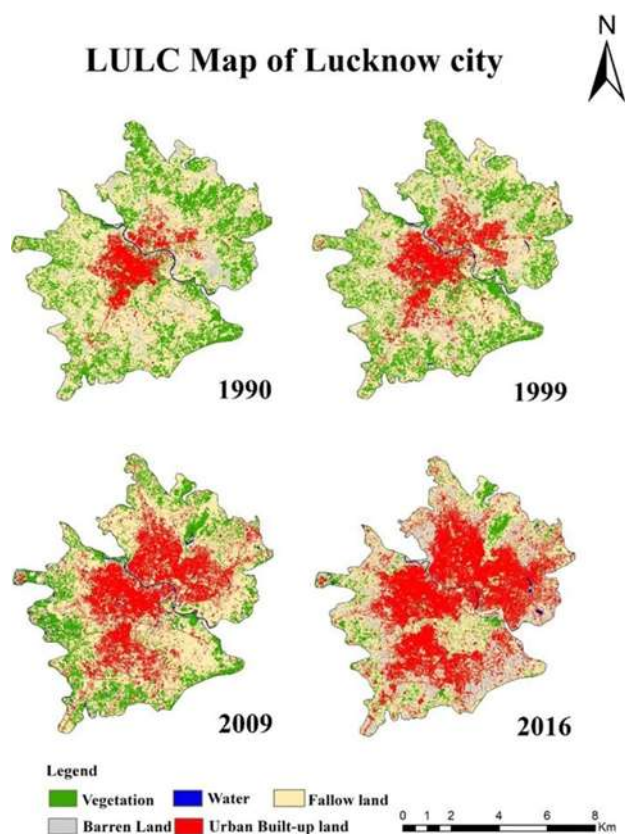 N
LULC Map of Lucknow city
1990
1999
2009
2016
Legend
Vegetation
Water
Fallow land
Barren Land
Urban Built-up land
0 2 4 6 8
Km